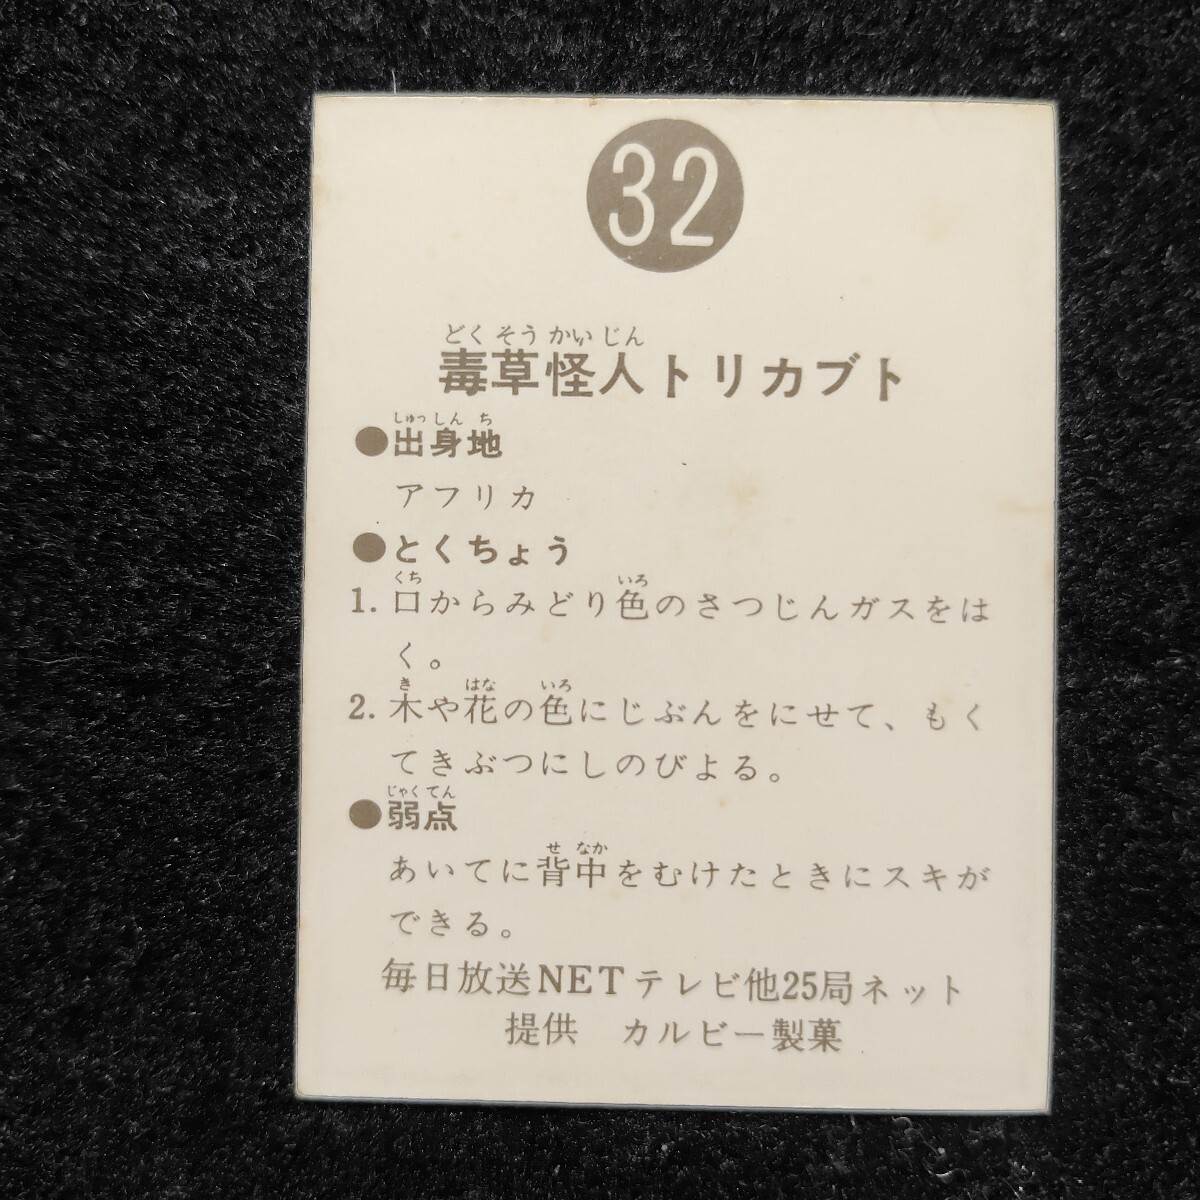 32
どくそうかいじん
毒草怪人トリカブト
しゅっしんち
●出身地
アフリカ
●とくちょう
くち いろ
1. 口からみどり色のさつじんガスをは
く。
き はな いろ
2. 木や花の色にじぶんをにせて、もく
てきぶつにしのびよる。
じゃくてん
●弱点
せ なか
あいてに背中をむけたときにスキが
できる。
毎日放送NETテレビ他25局ネット
提供 カルビー製菓